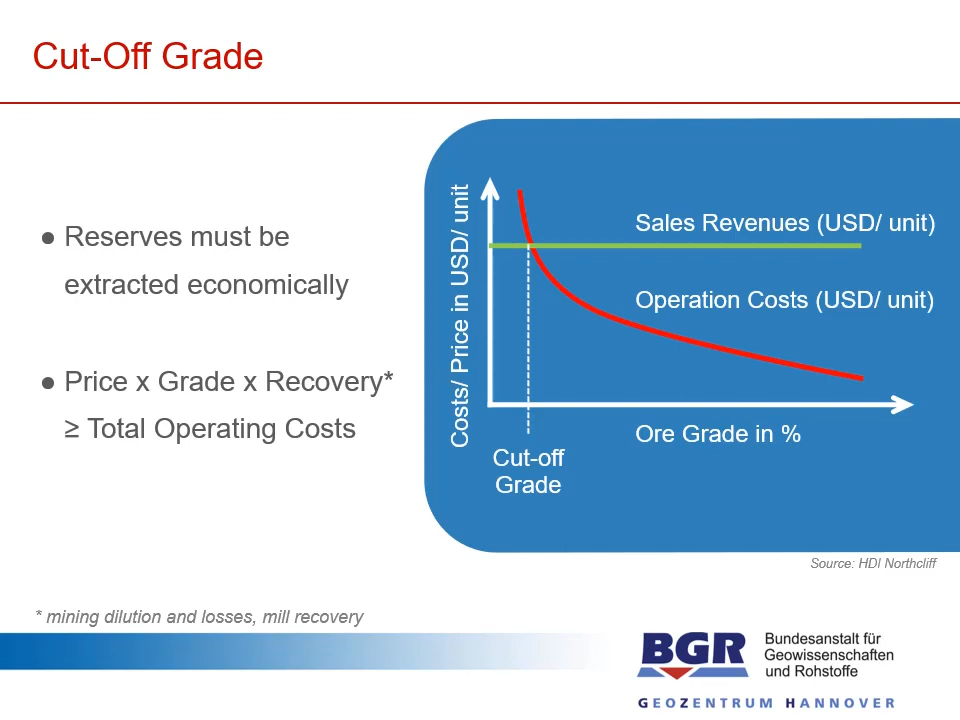 Cut-Off Grade
● Reserves must be
extracted economically
● Price x Grade x Recovery*
≥ Total Operating Costs
Costs/ Price in USD/ unit
Sales Revenues (USD/ unit)
Operation Costs (USD/ unit)
Ore Grade in %
Cut-off
Grade
Source: HDI Northcliff
* mining dilution and losses, mill recovery
BGR
Bundesanstalt für
Geowissenschaften
und Rohstoffe
GEOZENTRUM HANNOVER